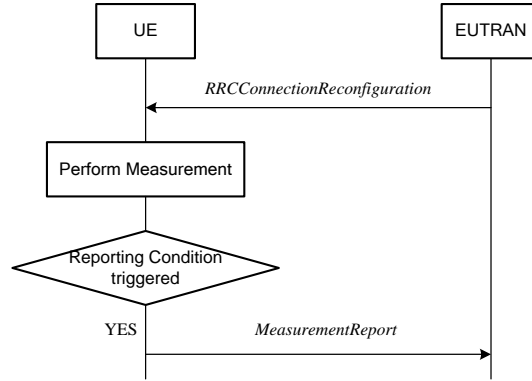 UE
EUTRAN
RRCConnectionReconfiguration
Perform Measurement
Reporting Condition
triggered
YES
MeasurementReport